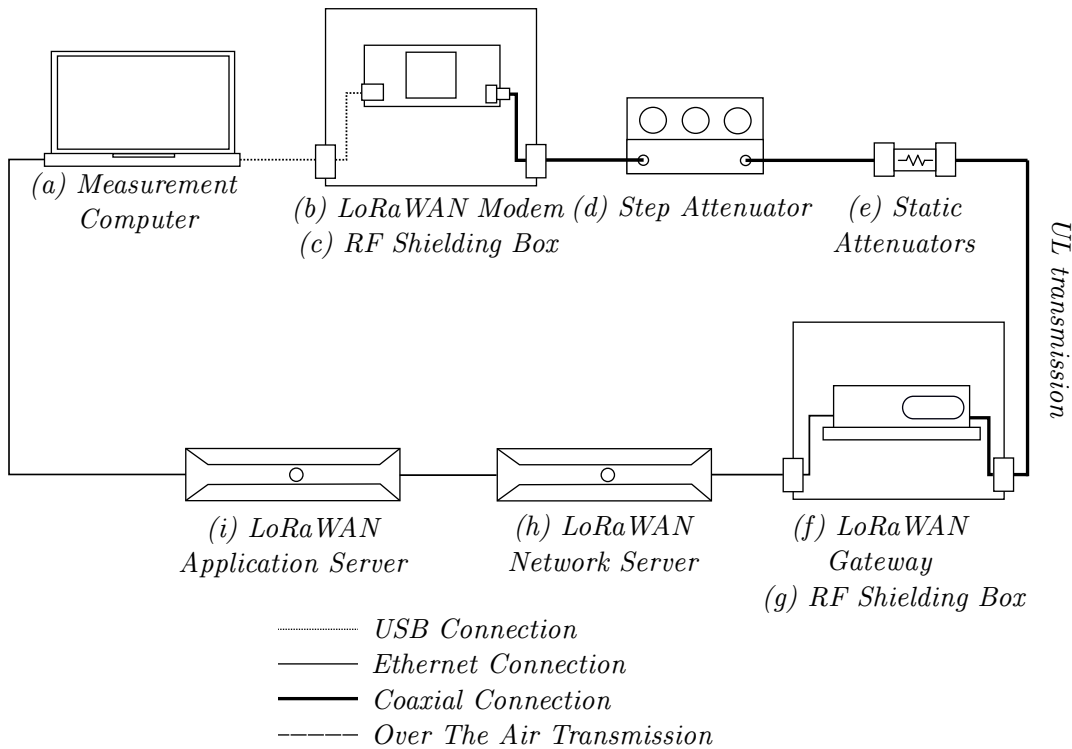 (a) Measurement
Computer
(b) LoRaWAN Modem
(c) RF Shielding Box
(d) Step Attenuator
(e) Static
Attenuators
UL transmission
(i) LoRaWAN
Application Server
(h) LoRaWAN
Network Server
(f) LoRaWAN
Gateway
(g) RF Shielding Box
USB Connection
Ethernet Connection
Coaxial Connection
Over The Air Transmission